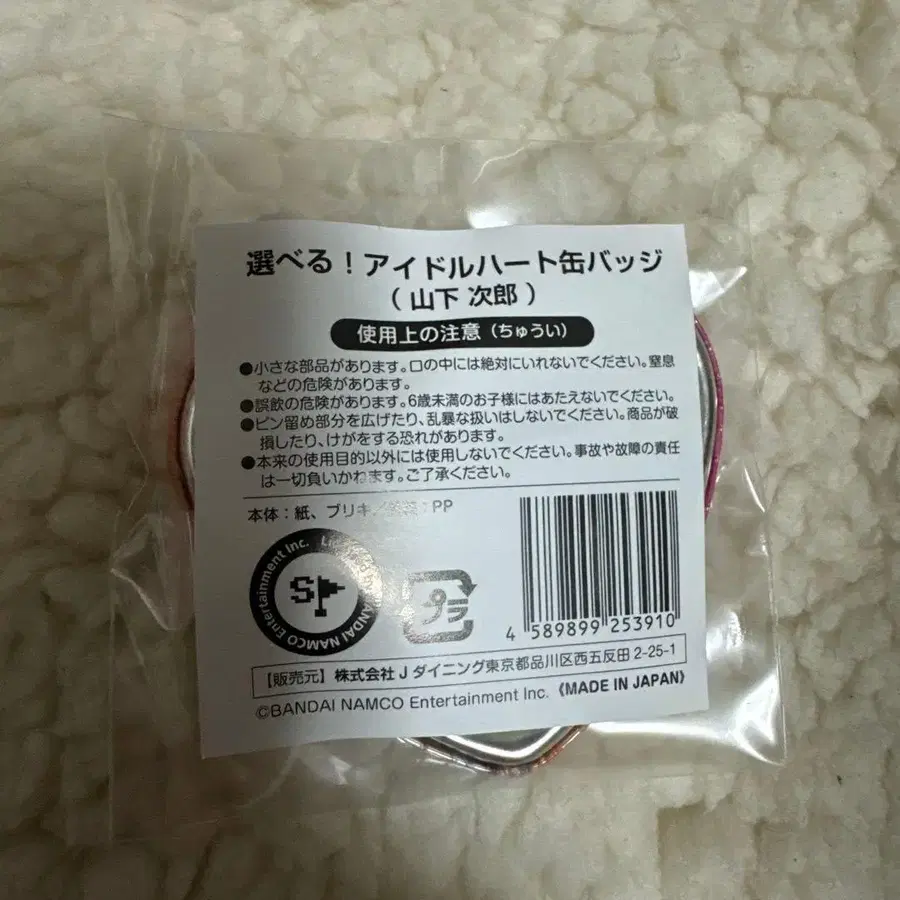 選べる！アイドルハート缶バッジ
（ 山下 次郎 ）
使用上の注意（ちゅうい）
●小さな部品があります。口の中には絶対にいれないでください。窒息
などの危険があります。
●誤飲の危険があります。6歳未満のお子様にはあたえないでください。
●ピン留め部分を広げたり、乱暴な扱いはしないでください。商品が破
損したり、けがをする恐れがあります。
●本来の使用目的以外には使用しないでください。事故や故障の責任
は一切負いかねます。ご了承ください。
本体：紙、ブリキ／ ：PP
Licensed by BANDAI NAMCO Entertainment Inc.
S
プラ
4 589899 253910
【販売元】株式会社 J ダイニング東京都品川区西五反田 2-25-1
©BANDAI NAMCO Entertainment Inc.《MADE IN JAPAN》